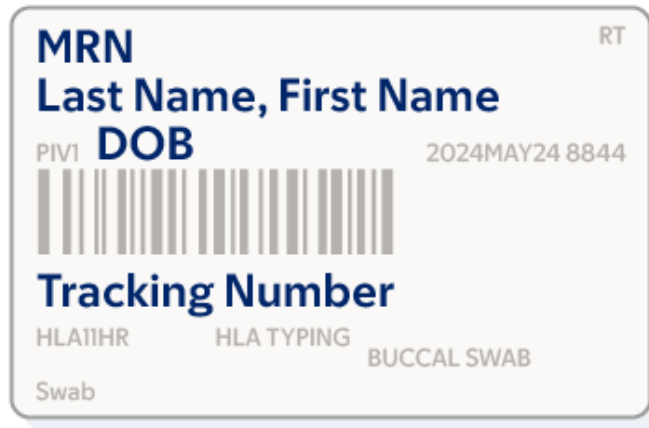 MRN RT
Last Name, First Name
PIV1 DOB 2024MAY24 8844
Tracking Number
HLA11HR HLA TYPING
BUCCAL SWAB
Swab